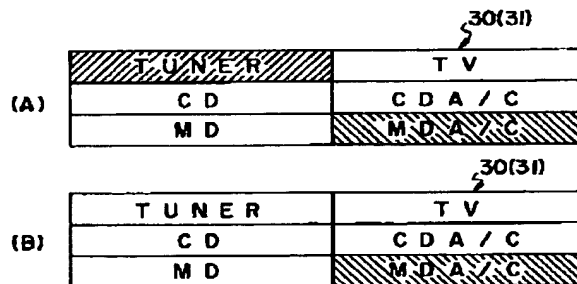 30(31)
(A)
TUNER TV
CD CDA/C
MD MDA/C
30(31)
(B)
TUNER TV
CD CDA/C
MD MDA/C